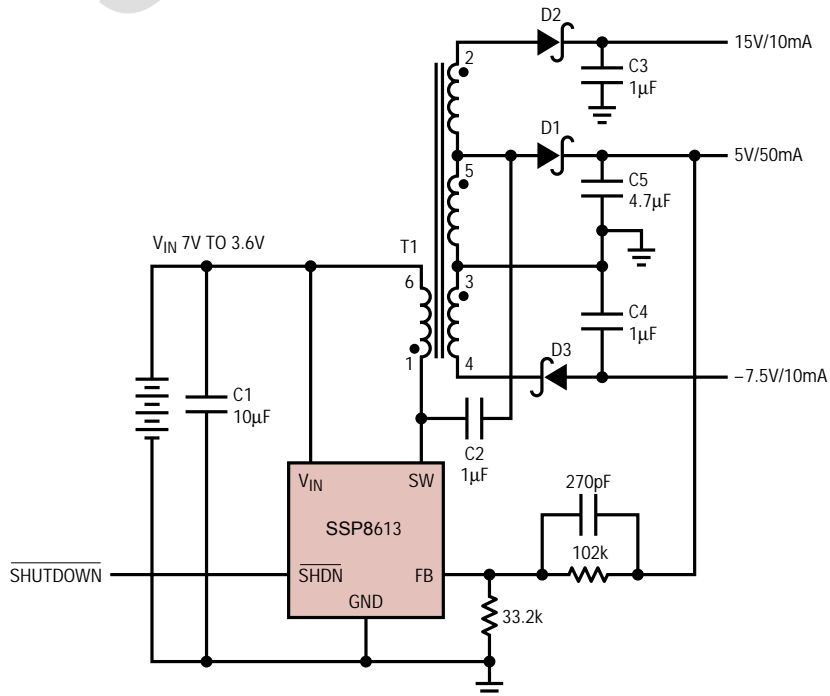 D2
15V/10mA
2
C3
1µF
D1
5V/50mA
5
C5
4.7µF
VIN 7V TO 3.6V
T1
6
3
C4
1µF
1
4
D3
–7.5V/10mA
C1
10µF
C2
1µF
VIN
SW
270pF
SSP8613
102k
SHUTDOWN
SHDN
FB
GND
33.2k